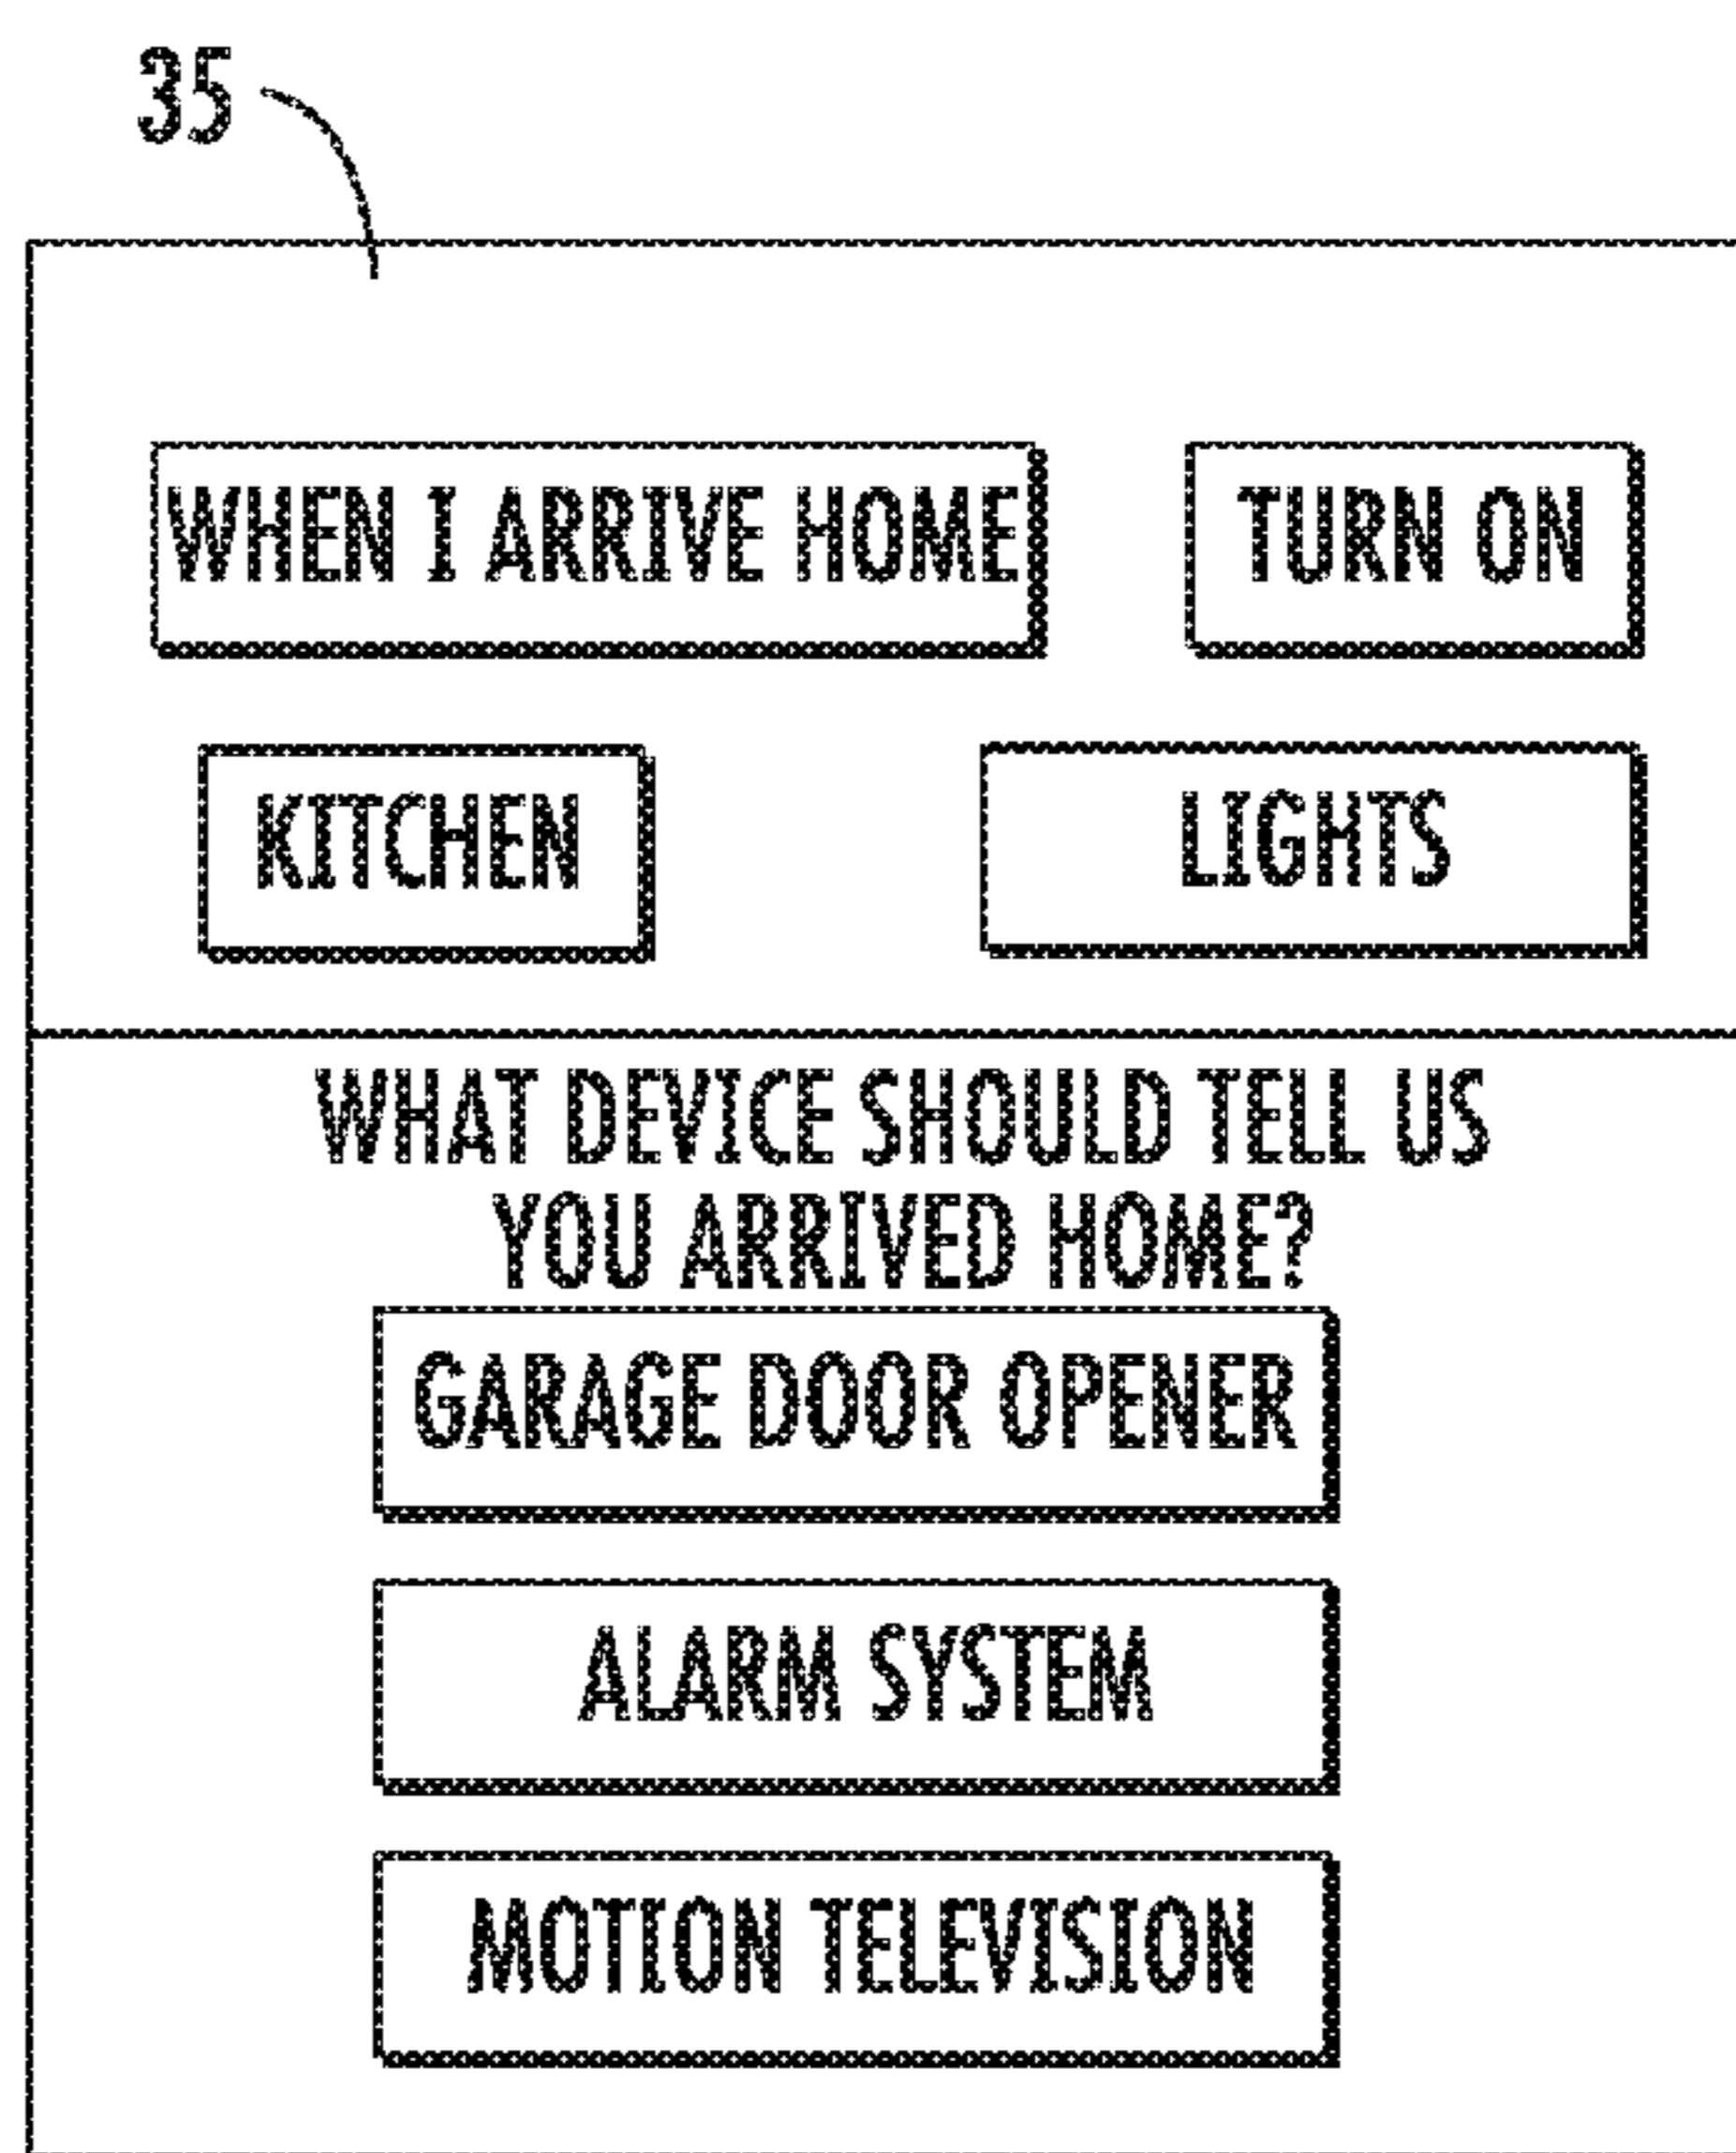 35
WHEN I ARRIVE HOME TURN ON
KITCHEN LIGHTS
WHAT DEVICE SHOULD TELL US
YOU ARRIVED HOME?
GARAGE DOOR OPENER
ALARM SYSTEM
MOTION TELEVISION